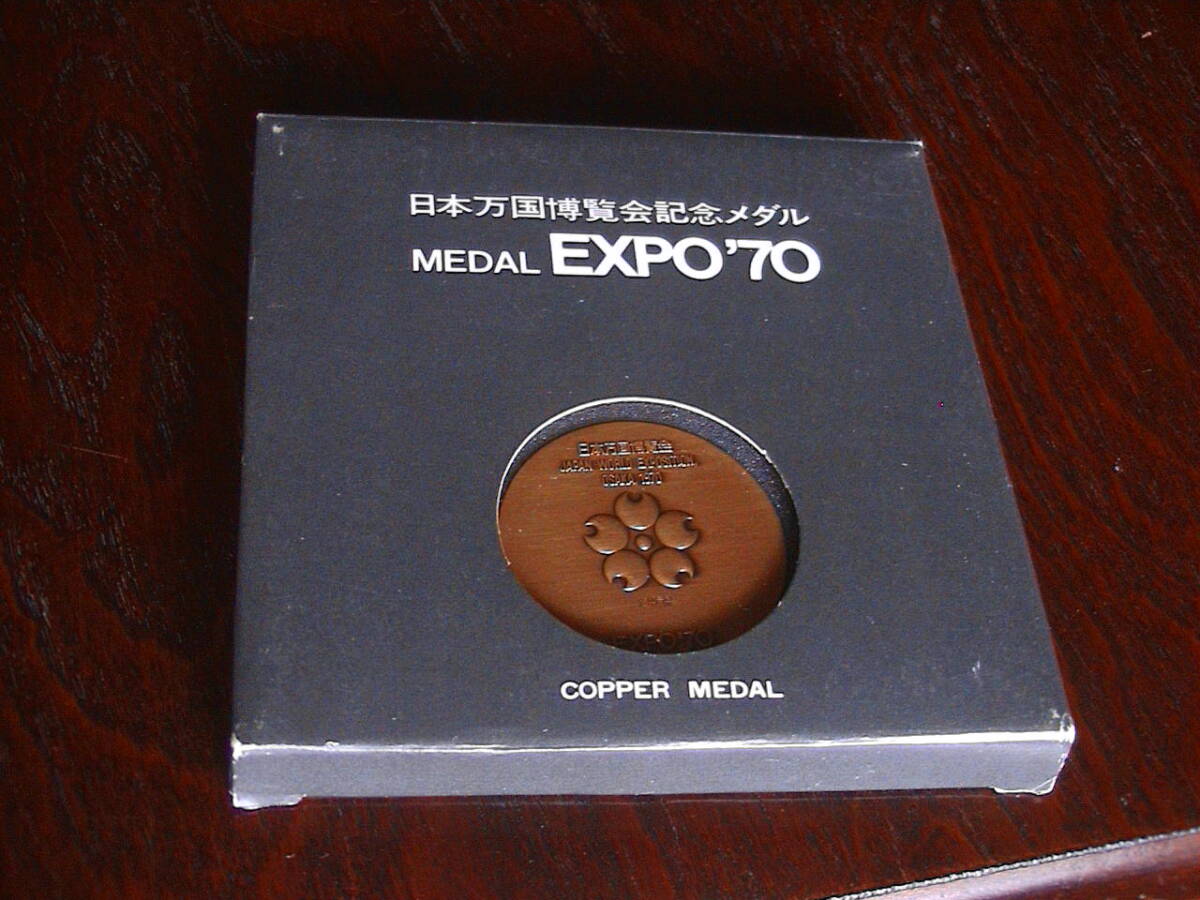 日本万国博覧会記念メダル
MEDAL EXPO'70
日本万国博覧会
JAPAN WORLD EXPOSITION
OSAKA 1970
EXPO'70
COPPER MEDAL